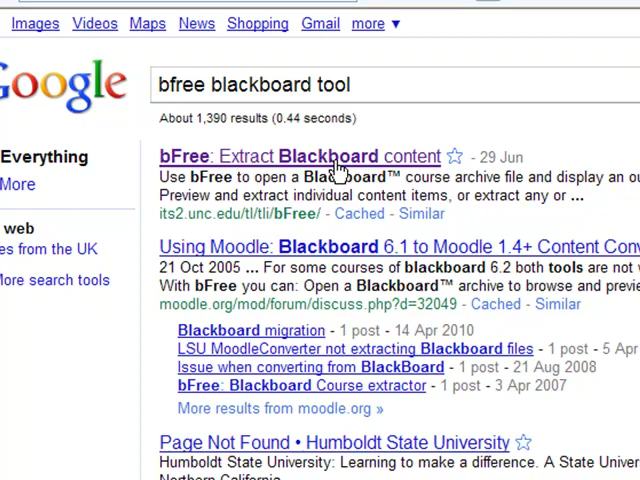 Images Videos Maps News Shopping Gmail more ▼
Google
bfree blackboard tool
About 1,390 results (0.44 seconds)
Everything
More
web
es from the UK
More search tools
bFree: Extract Blackboard content - 29 Jun
Use bFree to open a Blackboard™ course archive file and display an
Preview and extract individual content items, or extract any or ...
its2.unc.edu/tl/tli/bFree/ - Cached - Similar
Using Moodle: Blackboard 6.1 to Moodle 1.4+ Content
21 Oct 2005 ... For some courses of blackboard 6.2 both tools are not
With bFree you can: Open a Blackboard™ archive to browse and
moodle.org/mod/forum/discuss.php?d=32049 - Cached - Similar
Blackboard migration - 1 post - 14 Apr 2010
LSU MoodleConverter not extracting Blackboard files - 1 post - 5 Apr
Issue when converting from BlackBoard - 1 post - 21 Aug 2008
bFree: Blackboard Course extractor - 1 post - 3 Apr 2007
More results from moodle.org »
Page Not Found • Humboldt State University
Humboldt State University: Learning to make a difference. A State
Northern California